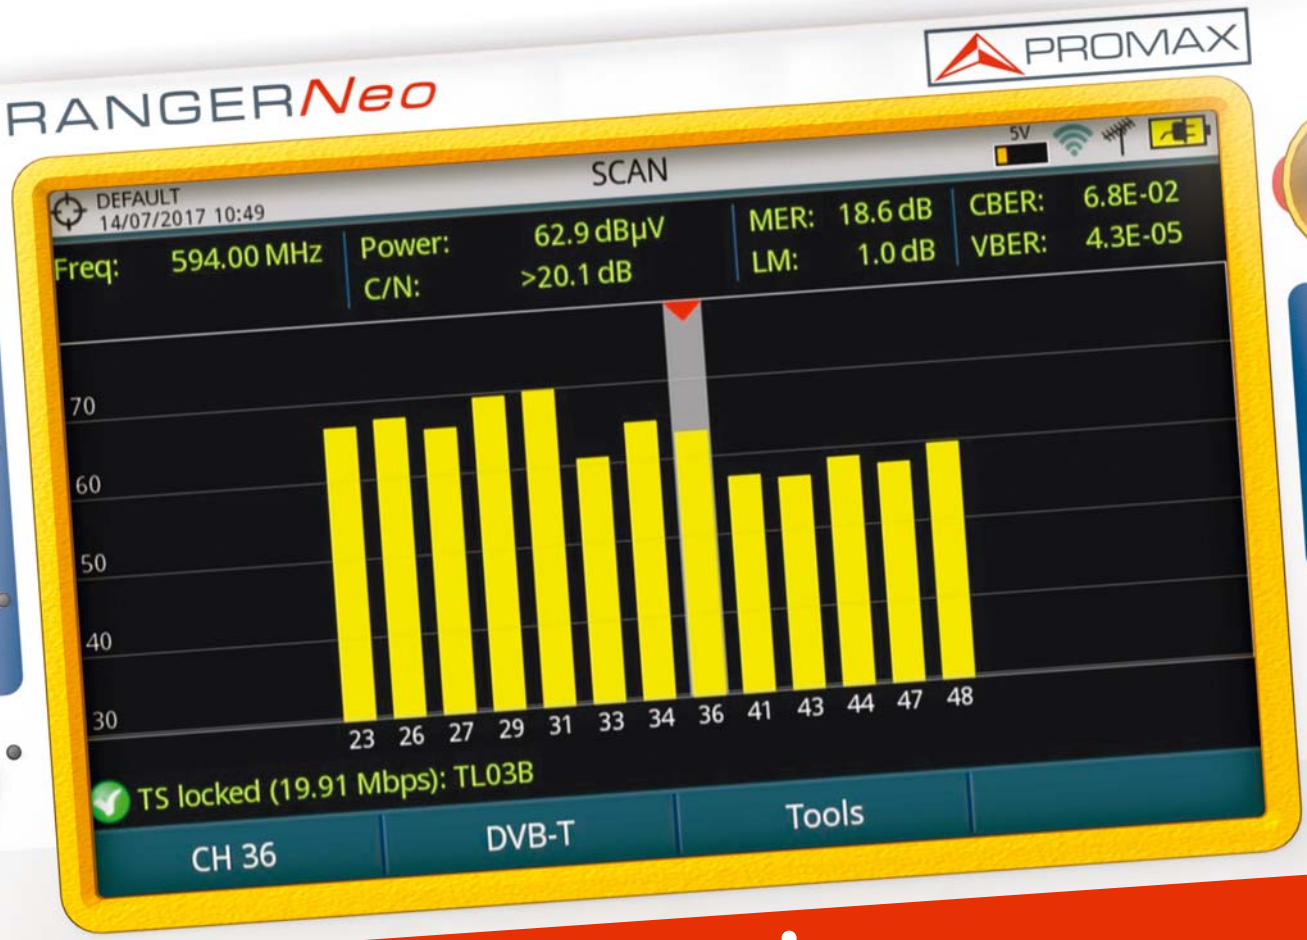 RANGERNeo
PROMAX
DEFAULT
14/07/2017 10:49
SCAN
5V
Freq: 594.00 MHz
Power: 62.9 dBµV
C/N: >20.1 dB
MER: 18.6 dB
LM: 1.0 dB
CBER: 6.8E-02
VBER: 4.3E-05
70
60
50
40
30
23 26 27 29 31 33 34 36 41 43 44 47 48
TS locked (19.91 Mbps): TL03B
CH 36 DVB-T Tools